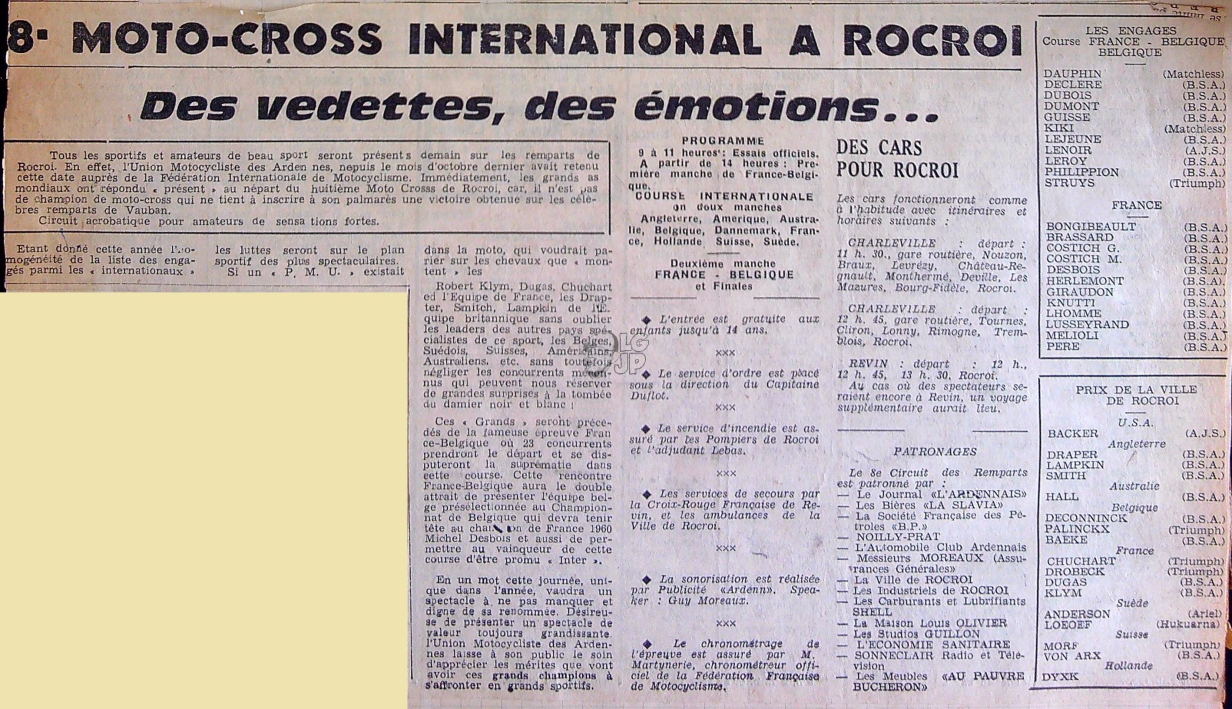 8e MOTO-CROSS INTERNATIONAL A ROCROI
Des vedettes, des émotions...
Tous les sportifs et amateurs de beau sport seront présents demain sur les remparts de
Rocroi. En effet, l'Union Motocycliste des Arden nes, depuis le mois d'octobre dernier avait retenu
cette date auprès de la Fédération Internationale de Motocyclisme. Immédiatement, les grands as
mondiaux ont répondu « présent » au népart du huitième Moto Crosss de Rocroi, car, il n'est pas
de champion de moto-cross qui ne tient à inscrire à son palmarès une victoire obtenue sur les célè-
bres remparts de Vauban.
Circuit acrobatique pour amateurs de sensa tions fortes.
Etant donné cette année l'ho-
mogénéité de la liste des enga-
gés parmi les « internationaux »
les luttes seront sur le plan
sportif des plus spectaculaires.
Si un « P. M. U. » existait
dans la moto, qui voudrait pa-
rier sur les chevaux que « mon-
tent » les
Robert Klym, Dugas, Chuchart
ed l'Equipe de France, les Drap-
ter, Smitch, Lampkin de l'E-
quipe britannique sans oublier
les leaders des autres pays spé-
cialistes de ce sport, les Belges,
Suédois, Suisses, Américains,
Australiens, etc. sans toutefois
négliger les concurrents
nus qui peuvent nous réserver
de grandes surprises à la tombée
du damier noir et blanc !
Ces « Grands » seront précé-
dés de la fameuse épreuve Fran
ce-Belgique où 23 concurrents
prendront le départ et se dis-
puteront la suprématie dans
cette course. Cette rencontre
France-Belgique aura le double
attrait de présenter l'équipe bel-
ge présélectionnée au Champion-
nat de Belgique qui devra tenir
tête au de France 1960
Michel Desbois et aussi de per-
mettre au vainqueur de cette
course d'être promu « Inter ».
En un mot cette journée, uni-
que dans l'année, vaudra un
spectacle à ne pas manquer et
digne de sa renommée. Désireu-
se de présenter un spectacle de
valeur toujours grandissante,
l'Union Motocycliste des Arden-
nes laisse à son public le soin
d'apprécier les mérites que vont
avoir ces grands champions à
s'affronter en grands sportifs.
PROGRAMME
9 à 11 heures : Essais officiels.
A partir de 14 heures : Pre-
mière manche de France-Belgi-
que.
COURSE INTERNATIONALE
en deux manches
Angleterre, Amerique, Austra-
lie, Belgique, Dannemark, Fran-
ce, Hollande Suisse, Suède.
Deuxième manche
FRANCE - BELGIQUE
et Finales
◆ L'entrée est gratuite aux
enfants jusqu'à 14 ans.
xxx
◆ Le service d'ordre est placé
sous la direction du Capitaine
Duflot.
xxx
◆ Le service d'incendie est as-
suré par les Pompiers de Rocroi
et l'adjudant Lebas.
xxx
◆ Les services de secours par
la Croix-Rouge Française de Re-
vin, et les ambulances de la
Ville de Rocroi.
xxx
◆ La sonorisation est réalisée
par Publicité «Ardenn». Spea-
ker : Guy Moreaux.
xxx
◆ Le chronométrage de
l'épreuve est assuré par M.
Martynerie, chronométreur offi-
ciel de la Fédération Française
de Motocyclisme.
DES CARS
POUR ROCROI
Les cars fonctionneront comme
à l'habitude avec itinéraires et
horaires suivants :
CHARLEVILLE : départ :
11 h. 30., gare routière, Nouzon,
Braux, Levrézy, Château-Re-
gnault, Monthermé, Deville, Les
Mazures, Bourg-Fidèle, Rocroi.
CHARLEVILLE : départ :
12 h. 45, gare routière, Tournes,
Cliron, Lonny, Rimogne, Trem-
blois, Rocroi.
REVIN : départ : 12 h.,
12 h. 45, 13 h. 30, Rocroi.
Au cas où des spectateurs se-
raient encore à Revin, un voyage
supplémentaire aurait lieu.
PATRONAGES
Le 8e Circuit des Remparts
est patronné par :
— Le Journal «L'ARDENNAIS»
— Les Bières «LA SLAVIA»
— La Société Française des Pé-
troles «B.P.»
— NOILLY-PRAT
— L'Automobile Club Ardennais
— Messieurs MOREAUX (Assu-
rances Générales»
— La Ville de ROCROI
— Les Industriels de ROCROI
— Les Carburants et Lubrifiants
SHELL
— La Maison Louis OLIVIER
— Les Studios GUILLON
— L'ECONOMIE SANITAIRE
— SONNECLAIR Radio et Télé-
vision
— Les Meubles «AU PAUVRE
BUCHERON»
LES ENGAGES
Course FRANCE - BELGIQUE
BELGIQUE
DAUPHIN (Matchless)
DECLERE (B.S.A.)
DUBOIS (B.S.A.)
DUMONT (B.S.A.)
GUISSE (B.S.A.)
KIKI (Matchless)
LEJEUNE (B.S.A.)
LENOIR (A.J.S.)
LEROY (B.S.A.)
PHILIPPION (B.S.A.)
STRUYS (Triumph)
FRANCE
BONGIBEAULT (B.S.A.)
BRASSARD (B.S.A.)
COSTICH G. (B.S.A.)
COSTICH M. (B.S.A.)
DESBOIS (B.S.A.)
HERLEMONT (B.S.A.)
GIRAUDON (B.S.A.)
KNUTTI (B.S.A.)
LHOMME (B.S.A.)
LUSSEYRAND (B.S.A.)
MELIOLI (B.S.A.)
PERE (B.S.A.)
PRIX DE LA VILLE
DE ROCROI
U.S.A.
BACKER (A.J.S.)
Angleterre
DRAPER (B.S.A.)
LAMPKIN (B.S.A.)
SMITH (B.S.A.)
Australie
HALL (B.S.A.)
Belgique
DECONNINCK (B.S.A.)
PALINCKX (Triumph)
BAEKE (B.S.A.)
France
CHUCHART (Triumph)
DROBECK (Triumph)
DUGAS (B.S.A.)
KLYM (B.S.A.)
Suède
ANDERSON (Ariel)
LOEOEF (Hukuarna)
Suisse
MORF (Triumph)
VON ARX (B.S.A.)
Hollande
DYXK (B.S.A.)
LG
JP